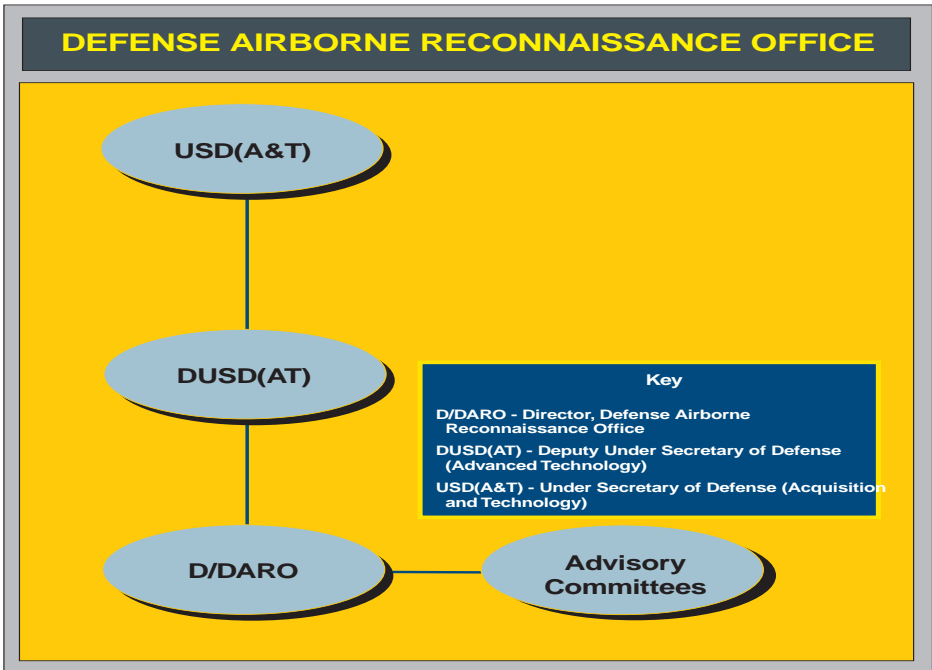 DEFENSE AIRBORNE RECONNAISSANCE OFFICE
USD(A&T)
DUSD(AT)
Key
D/DARO - Director, Defense Airborne
Reconnaissance Office
DUSD(AT) - Deputy Under Secretary of Defense
(Advanced Technology)
USD(A&T) - Under Secretary of Defense (Acquisition
and Technology)
D/DARO
Advisory
Committees